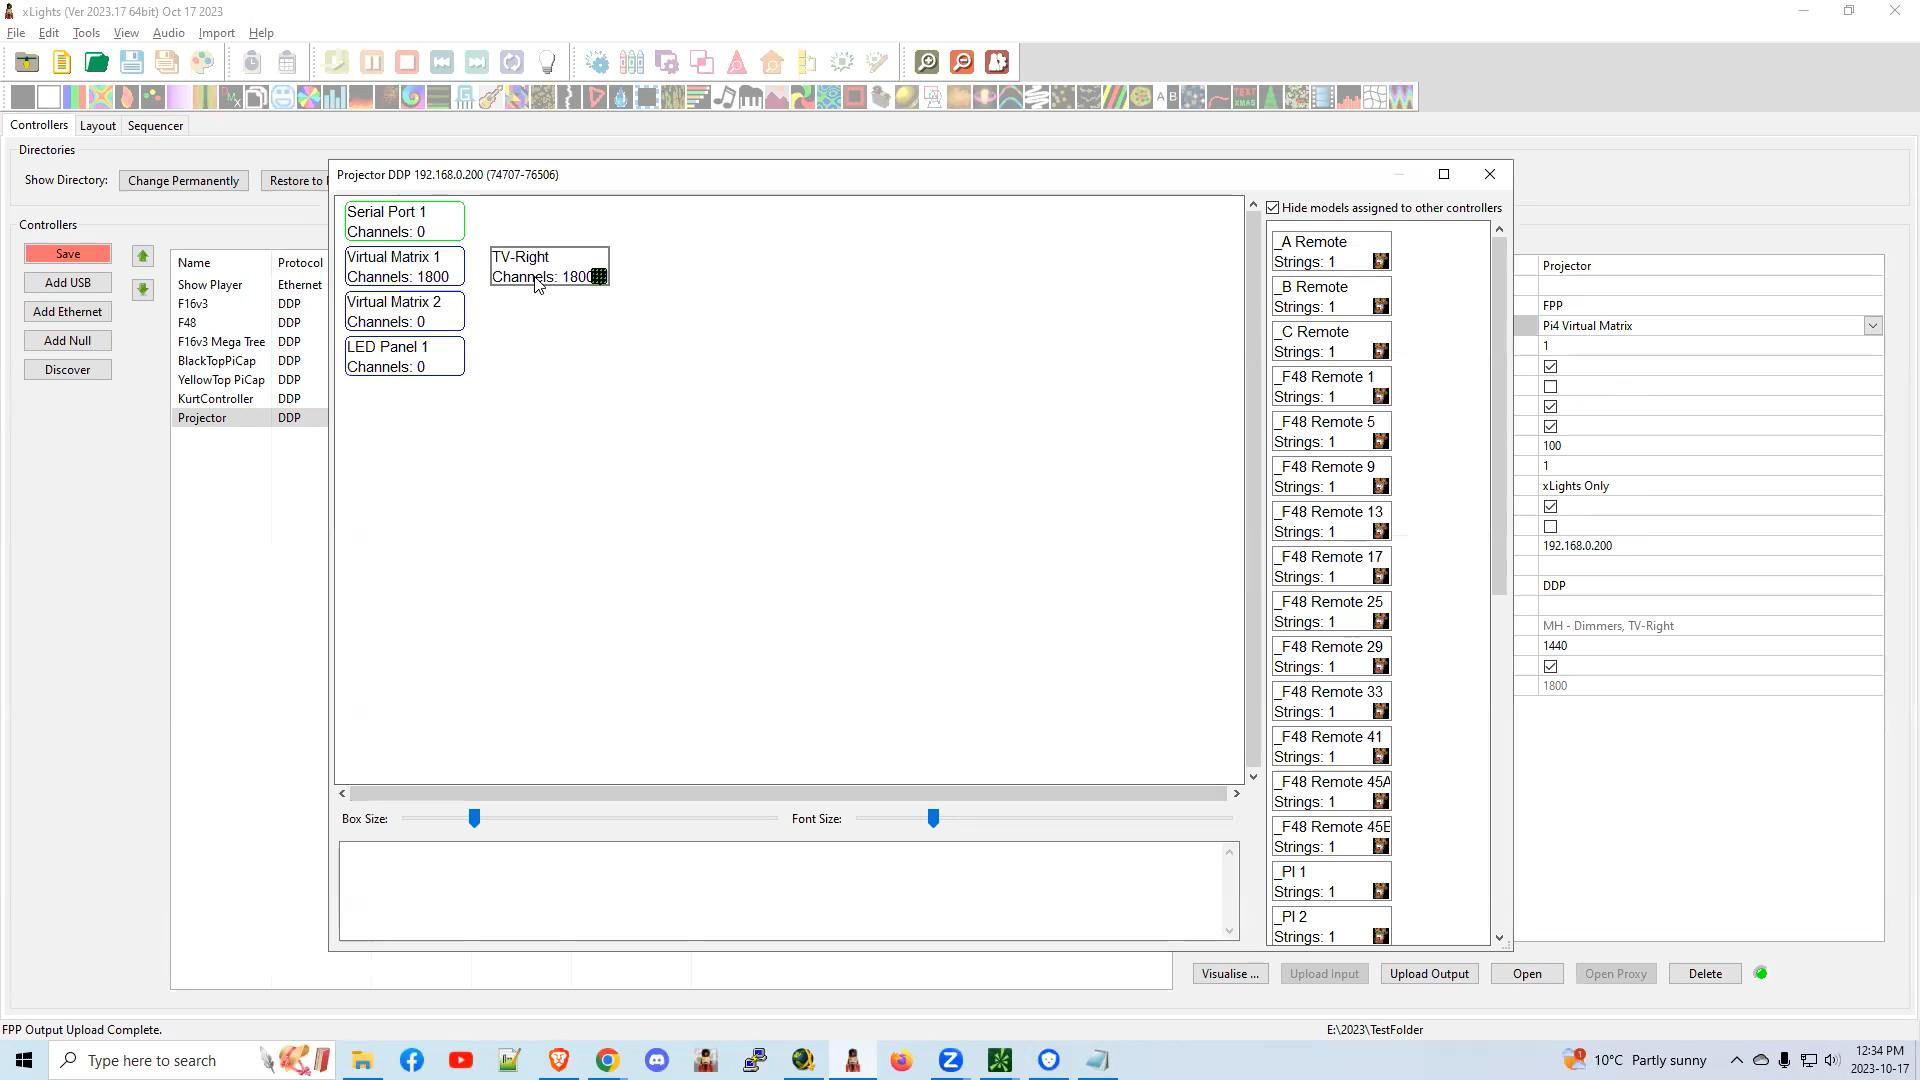 xLights (Ver 2023.17 64bit) Oct 17 2023
File Edit Tools View Audio Import Help
Controllers Layout Sequencer
Directories
Show Directory: Change Permanently Restore to
Projector DDP 192.168.0.200 (74707-76506)
Controllers
Save
Add USB
Add Ethernet
Add Null
Discover
Name Protocol
Show Player Ethernet
F16v3 DDP
F48 DDP
F16v3 Mega Tree DDP
BlackTopPiCap DDP
YellowTop PiCap DDP
KurtController DDP
Projector DDP
Serial Port 1
Channels: 0
Virtual Matrix 1
Channels: 1800
TV-Right
Channels: 1800
Virtual Matrix 2
Channels: 0
LED Panel 1
Channels: 0
Box Size:
Font Size:
Hide models assigned to other controllers
_A Remote
Strings: 1
_B Remote
Strings: 1
_C Remote
Strings: 1
_F48 Remote 1
Strings: 1
_F48 Remote 5
Strings: 1
_F48 Remote 9
Strings: 1
_F48 Remote 13
Strings: 1
_F48 Remote 17
Strings: 1
_F48 Remote 25
Strings: 1
_F48 Remote 29
Strings: 1
_F48 Remote 33
Strings: 1
_F48 Remote 41
Strings: 1
_F48 Remote 45A
Strings: 1
_F48 Remote 45E
Strings: 1
_PI 1
Strings: 1
_PI 2
Strings: 1
Projector
FPP
Pi4 Virtual Matrix
1
100
1
xLights Only
192.168.0.200
DDP
MH - Dimmers, TV-Right
1440
1800
Visualise ... Upload Input Upload Output Open Open Proxy Delete
FPP Output Upload Complete.
E:\2023\TestFolder
Type here to search
10°C Partly sunny
12:34 PM
2023-10-17